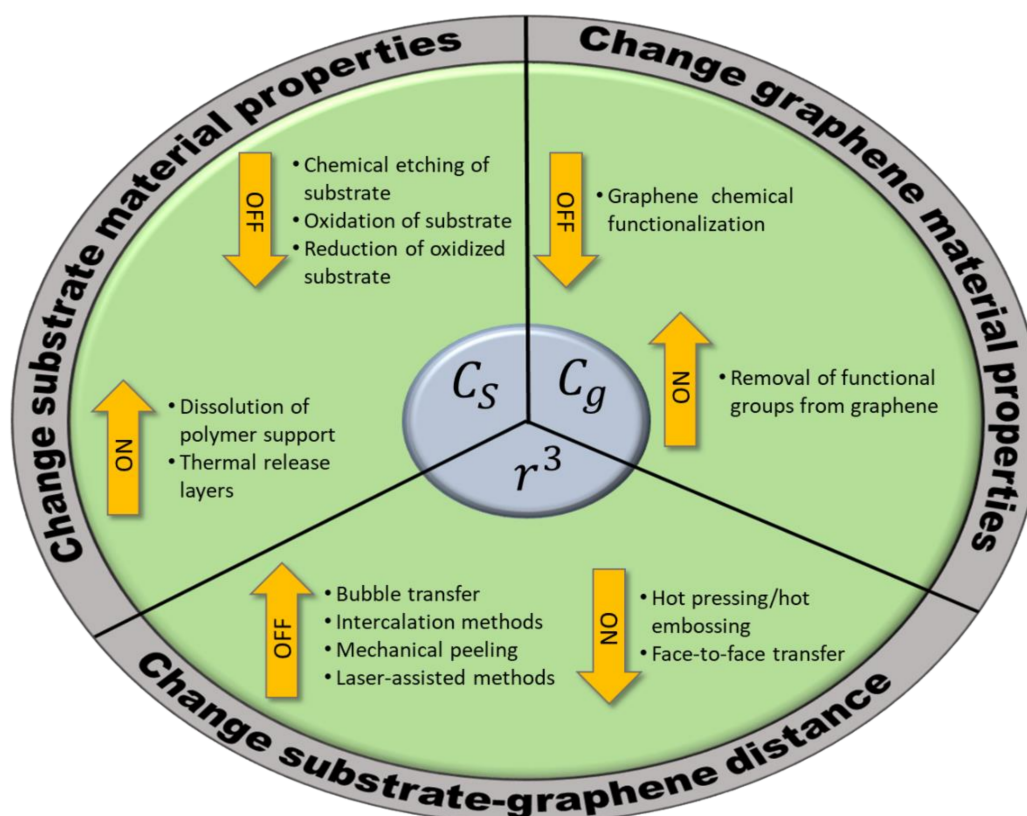 Change substrate material properties
Change graphene material properties
OFF
• Chemical etching of
substrate
• Oxidation of substrate
• Reduction of oxidized
substrate
OFF
• Graphene chemical
functionalization
ON
• Dissolution of
polymer support
• Thermal release
layers
ON
• Removal of functional
groups from graphene
C_S
C_g
r^3
OFF
• Bubble transfer
• Intercalation methods
• Mechanical peeling
• Laser-assisted methods
ON
• Hot pressing/hot
embossing
• Face-to-face transfer
Change substrate-graphene distance